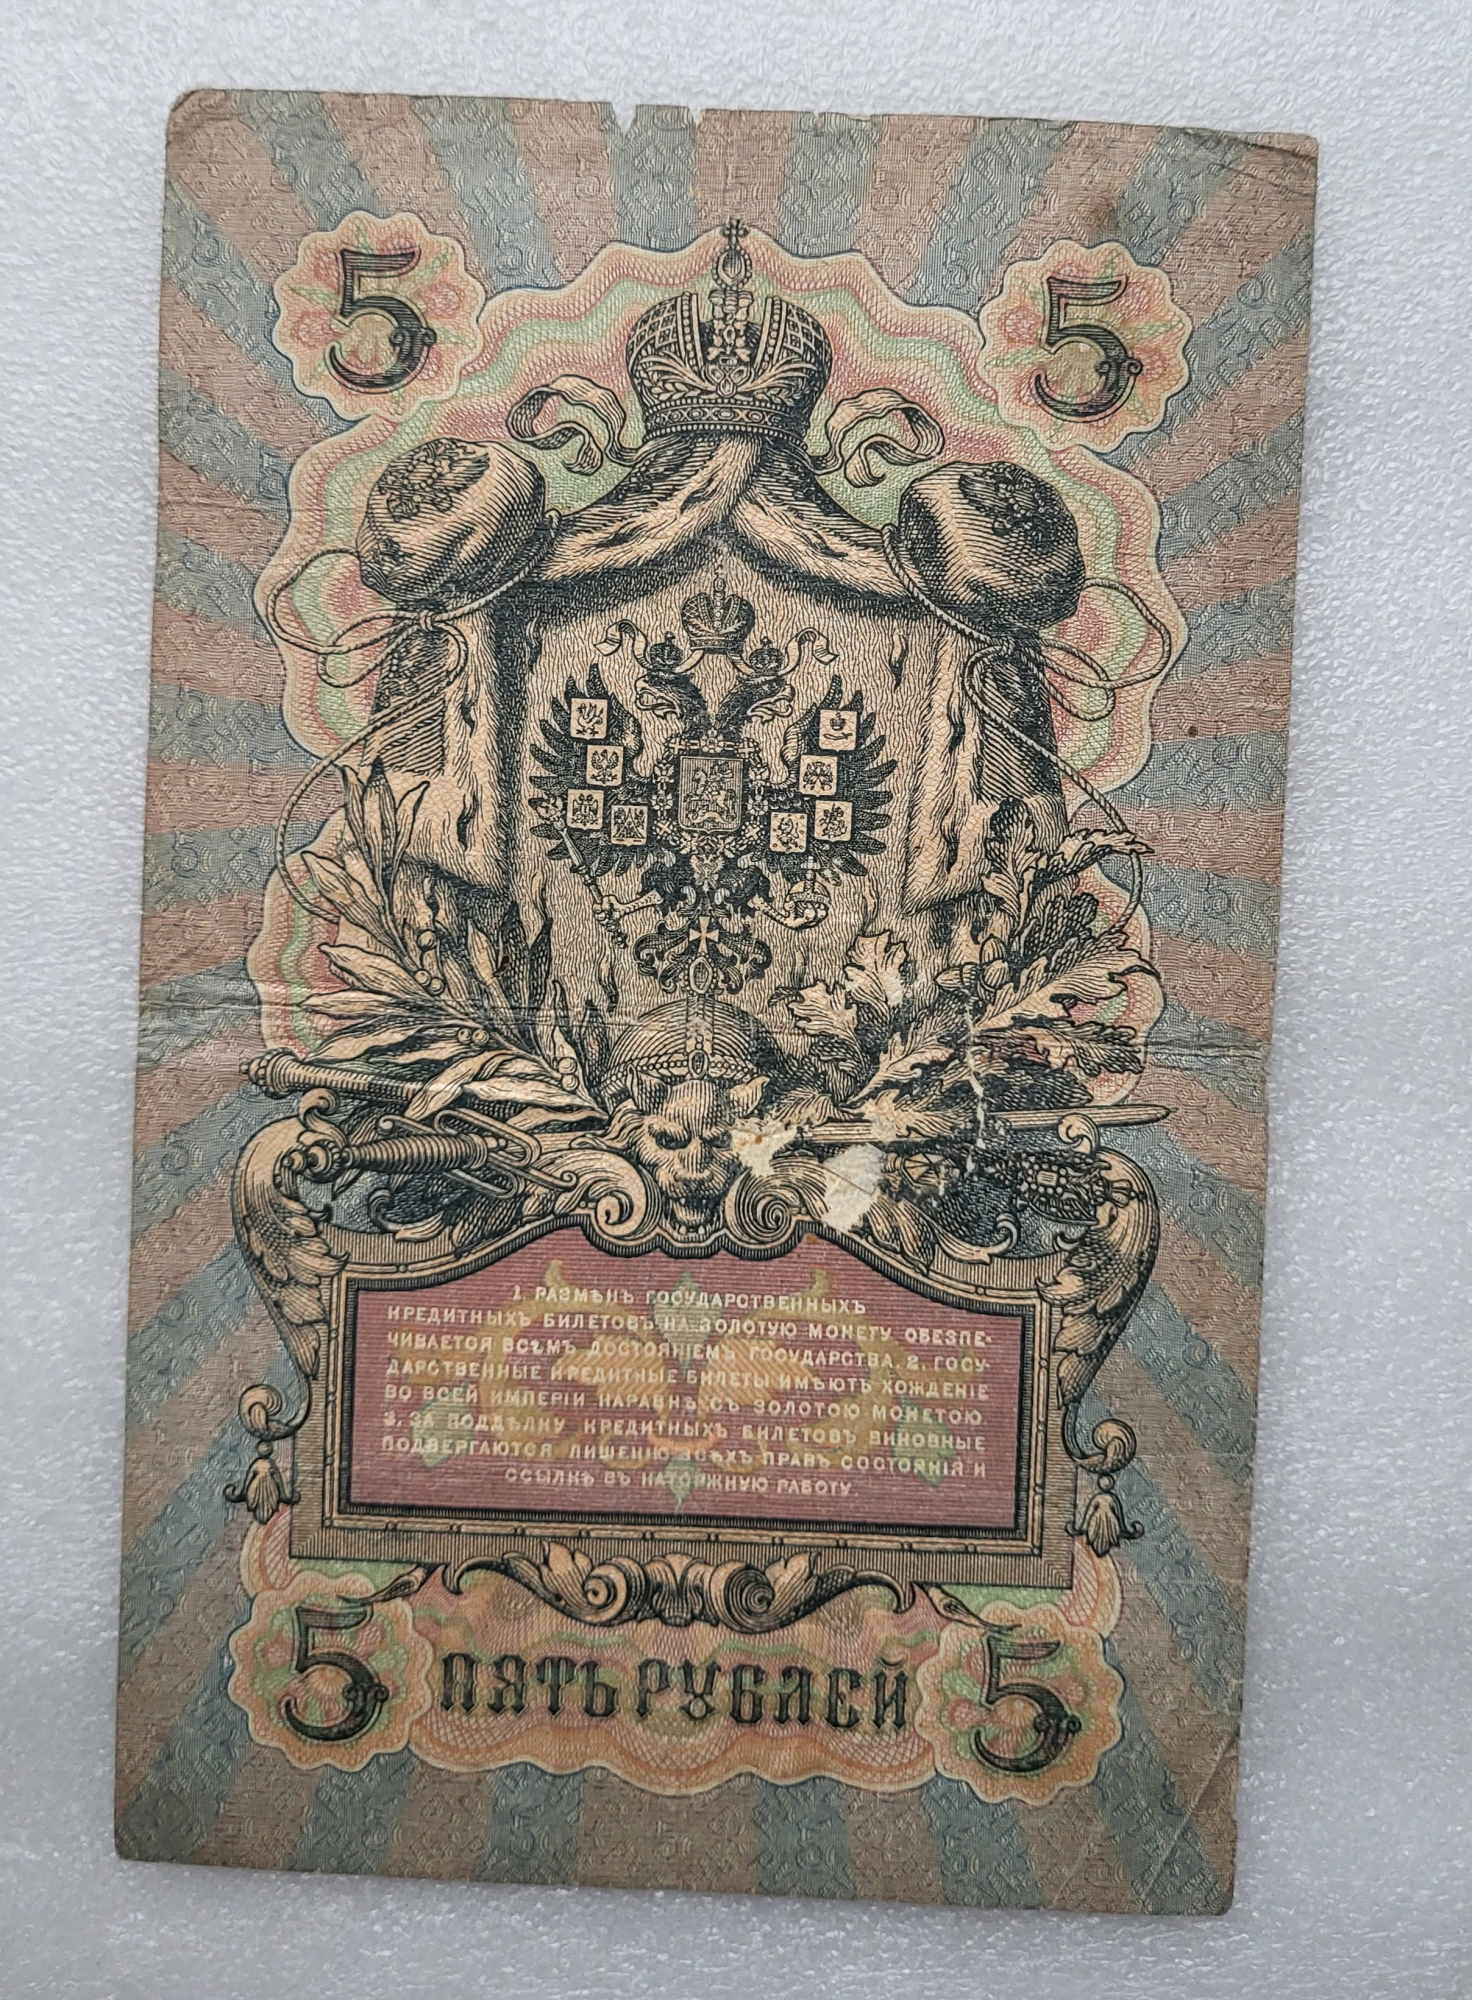 5 5
1. РАЗМѢНЪ ГОСУДАРСТВЕННЫХЪ
КРЕДИТНЫХЪ БИЛЕТОВЪ НА ЗОЛОТУЮ МОНЕТУ ОБЕЗПЕ-
ЧИВАЕТСЯ ВСѢМЪ ДОСТОЯНІЕМЪ ГОСУДАРСТВА. 2. ГОСУ-
ДАРСТВЕННЫЕ КРЕДИТНЫЕ БИЛЕТЫ ИМѢЮТЪ ХОЖДЕНІЕ
ВО ВСЕЙ ИМПЕРІИ НАРАВНѢ СЪ ЗОЛОТОЮ МОНЕТОЮ
3. ЗА ПОДДѢЛКУ КРЕДИТНЫХЪ БИЛЕТОВЪ ВИНОВНЫЕ
ПОДВЕРГАЮТСЯ ЛИШЕНІЮ ВСѢХЪ ПРАВЪ СОСТОЯНІЯ И
ССЫЛКѢ ВЪ КАТОРЖНУЮ РАБОТУ.
5 ПЯТЬ РУБЛЕЙ 5